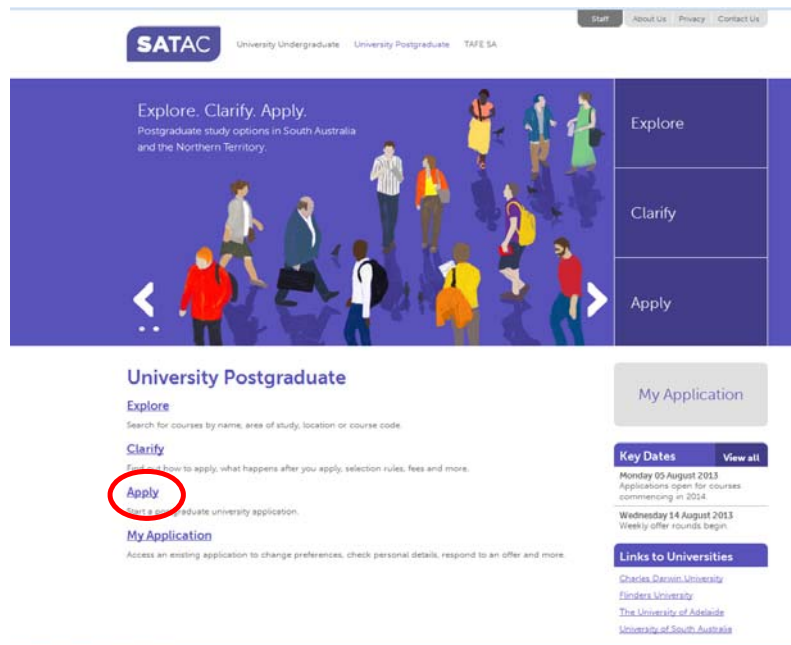 Staff About Us Privacy Contact Us
SATAC
University Undergraduate University Postgraduate TAFE SA
Explore. Clarify. Apply.
Postgraduate study options in South Australia
and the Northern Territory.
Explore
Clarify
Apply
University Postgraduate
Explore
Search for courses by name, area of study, location or course code.
Clarify
Find out how to apply, what happens after you apply, selection rules, fees and more.
Apply
Start a postgraduate university application.
My Application
Access an existing application to change preferences, check personal details, respond to an offer and more.
My Application
Key Dates View all
Monday 05 August 2013
Applications open for courses
commencing in 2014.
Wednesday 14 August 2013
Weekly offer rounds begin
Links to Universities
Charles Darwin University
Flinders University
The University of Adelaide
University of South Australia